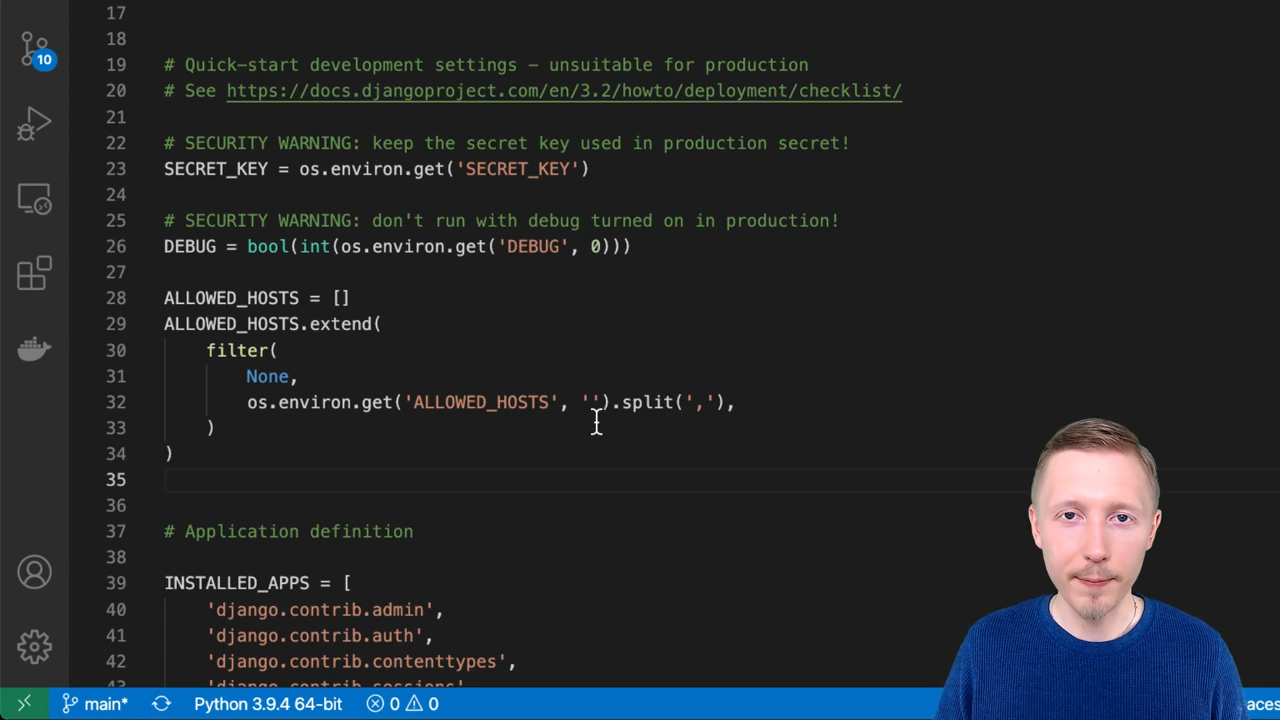 17
18
19 # Quick-start development settings – unsuitable for production
20 # See https://docs.djangoproject.com/en/3.2/howto/deployment/checklist/
21
22 # SECURITY WARNING: keep the secret key used in production secret!
23 SECRET_KEY = os.environ.get('SECRET_KEY')
24
25 # SECURITY WARNING: don't run with debug turned on in production!
26 DEBUG = bool(int(os.environ.get('DEBUG', 0)))
27
28 ALLOWED_HOSTS = []
29 ALLOWED_HOSTS.extend(
30 filter(
31 None,
32 os.environ.get('ALLOWED_HOSTS', '').split(','),
33 )
34 )
35
36
37 # Application definition
38
39 INSTALLED_APPS = [
40 'django.contrib.admin',
41 'django.contrib.auth',
42 'django.contrib.contenttypes',
43 'django.contrib.sessions'
10
main* Python 3.9.4 64-bit 0 0 aces